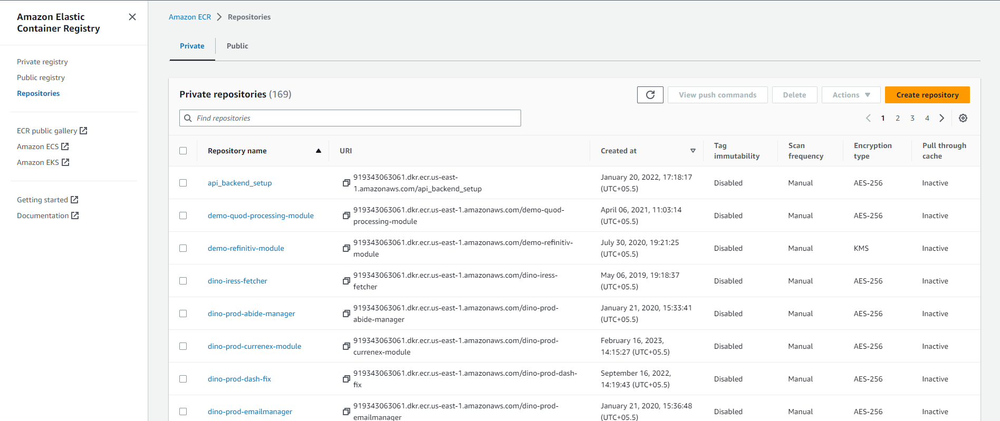 Amazon Elastic
Container Registry
Private registry
Public registry
Repositories
ECR public gallery
Amazon ECS
Amazon EKS
Getting started
Documentation
Amazon ECR > Repositories
Private
Public
Private repositories (169)
View push commands
Delete
Actions
Create repository
Find repositories
1 2 3 4
Repository name
URI
Created at
Tag
immutability
Scan
frequency
Encryption
type
Pull through
cache
api_backend_setup
919343063061.dkr.ecr.us-east-
1.amazonaws.com/api_backend_setup
January 20, 2022, 17:18:17
(UTC+05.5)
Disabled
Manual
AES-256
Inactive
demo-quod-processing-module
919343063061.dkr.ecr.us-east-1.amazonaws.com/demo-quod-
processing-module
April 06, 2021, 11:03:14
(UTC+05.5)
Disabled
Manual
AES-256
Inactive
demo-refinitiv-module
919343063061.dkr.ecr.us-east-1.amazonaws.com/demo-refinitiv-
module
July 30, 2020, 19:21:25
(UTC+05.5)
Disabled
Manual
KMS
Inactive
dino-iress-fetcher
919343063061.dkr.ecr.us-east-1.amazonaws.com/dino-iress-
fetcher
May 06, 2019, 19:18:37
(UTC+05.5)
Disabled
Manual
AES-256
Inactive
dino-prod-abide-manager
919343063061.dkr.ecr.us-east-1.amazonaws.com/dino-prod-
abide-manager
January 21, 2020, 15:33:41
(UTC+05.5)
Disabled
Manual
AES-256
Inactive
dino-prod-currenex-module
919343063061.dkr.ecr.us-east-1.amazonaws.com/dino-prod-
currenex-module
February 16, 2023,
14:15:27 (UTC+05.5)
Disabled
Manual
AES-256
Inactive
dino-prod-dash-fix
919343063061.dkr.ecr.us-east-1.amazonaws.com/dino-prod-dash-
fix
September 16, 2022,
14:19:43 (UTC+05.5)
Disabled
Manual
AES-256
Inactive
dino-prod-emailmanager
919343063061.dkr.ecr.us-east-1.amazonaws.com/dino-prod-
emailmanager
January 21, 2020, 15:36:48
(UTC+05.5)
Disabled
Manual
AES-256
Inactive